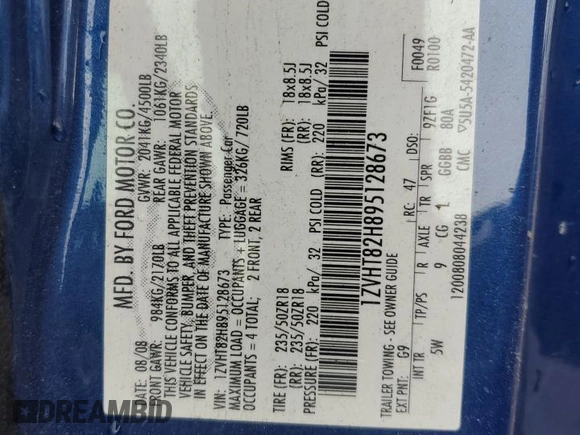 MFD. BY FORD MOTOR CO.
DATE: 08/08 GVWR: 2041KG/4500LB
FRONT GAWR: 984KG/2170LB REAR GAWR: 1061KG/2340LB
THIS VEHICLE CONFORMS TO ALL APPLICABLE FEDERAL MOTOR
VEHICLE SAFETY, BUMPER, AND THEFT PREVENTION STANDARDS
IN EFFECT ON THE DATE OF MANUFACTURE SHOWN ABOVE.
VIN: 1ZVHT82H895128673 TYPE: Passenger Car
MAXIMUM LOAD = OCCUPANTS + LUGGAGE = 326KG/720LB
OCCUPANTS = 4 TOTAL; 2 FRONT, 2 REAR
TIRE (FR): 235/50ZR18 RIMS (FR): 18x8.5J
(RR): 235/50ZR18 (RR): 18x8.5J
PRESSURE (FR): 220 kPa/ 32 PSI COLD (RR): 220 kPa/ 32 PSI COLD
1ZVHT82H895128673
TRAILER TOWING - SEE OWNER GUIDE
F0049
EXT PNT: G9 RC: 47 DSO: R0100
INT TR TP/PS R AXLE TR SPR
5W 9 CG 1 GGBB 9ZF1G 80A
120080804423B CMC ▽5U5A-5420472-AA
DREAMBID